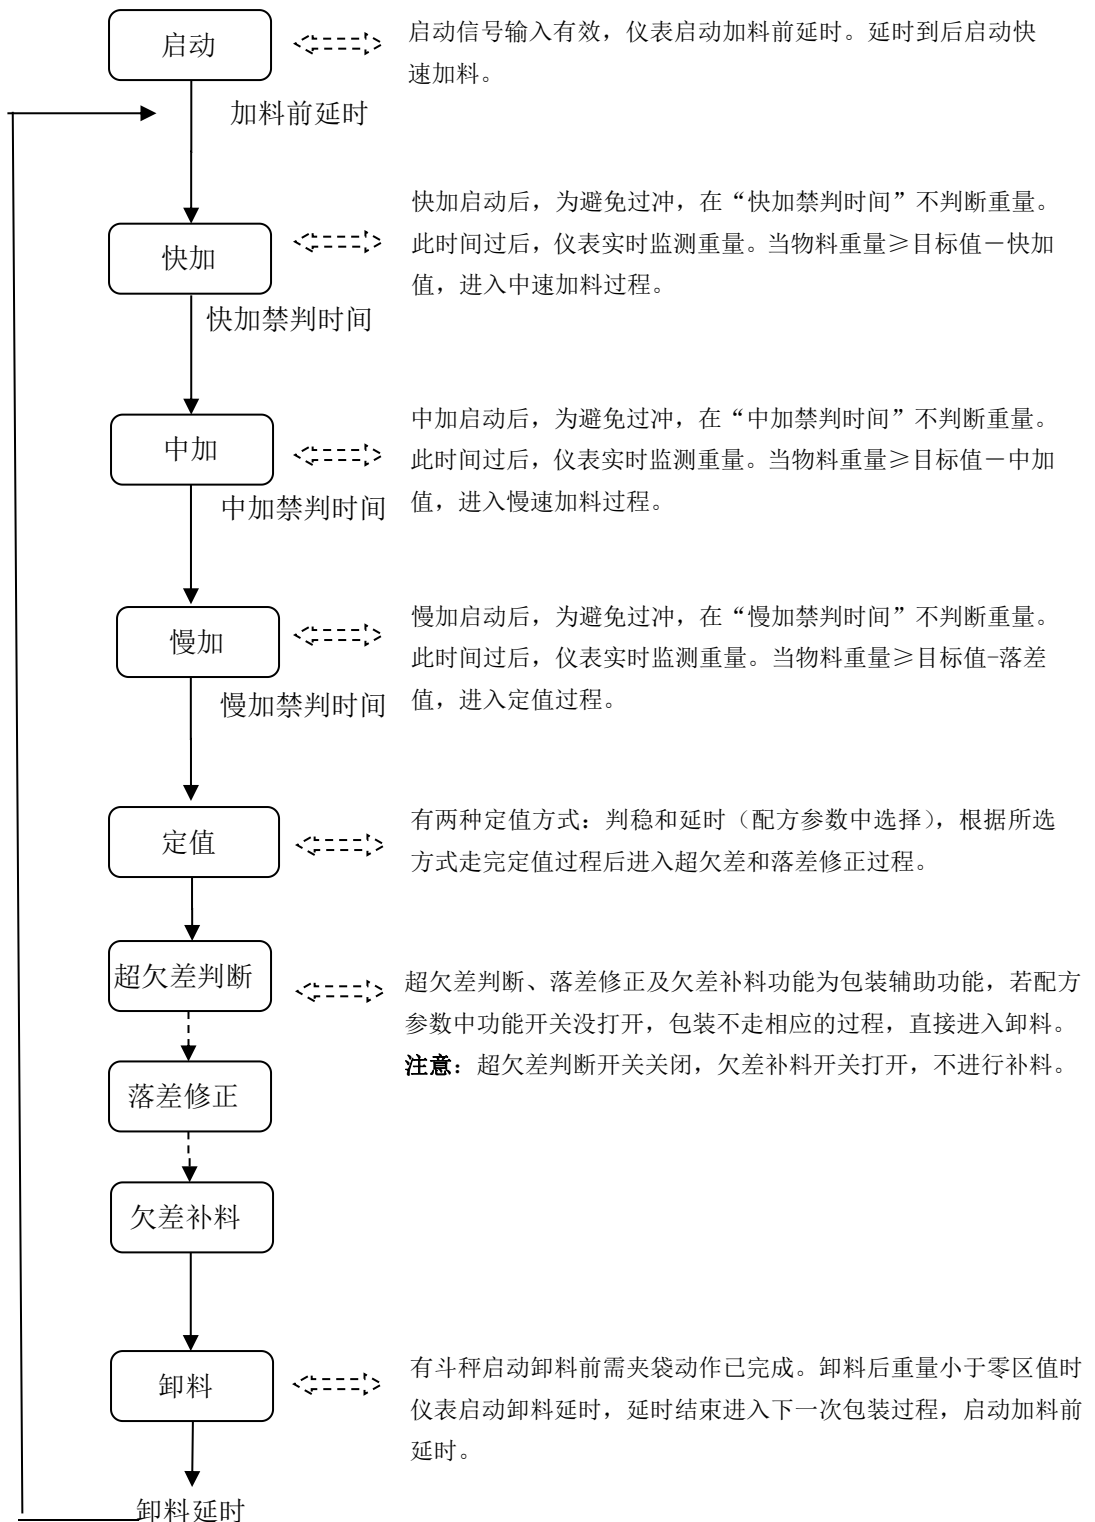 启动
启动信号输入有效，仪表启动加料前延时。延时到后启动快
速加料。
加料前延时
快加启动后，为避免过冲，在“快加禁判时间”不判断重量。
此时间过后，仪表实时监测重量。当物料重量≥目标值－快加
值，进入中速加料过程。
快加
快加禁判时间
中加启动后，为避免过冲，在“中加禁判时间”不判断重量。
此时间过后，仪表实时监测重量。当物料重量≥目标值－中加
值，进入慢速加料过程。
中加
中加禁判时间
慢加启动后，为避免过冲，在“慢加禁判时间”不判断重量。
此时间过后，仪表实时监测重量。当物料重量≥目标值-落差
值，进入定值过程。
慢加
慢加禁判时间
有两种定值方式：判稳和延时（配方参数中选择），根据所选
方式走完定值过程后进入超欠差和落差修正过程。
定值
超欠差判断
超欠差判断、落差修正及欠差补料功能为包装辅助功能，若配方
参数中功能开关没打开，包装不走相应的过程，直接进入卸料。
注意：超欠差判断开关关闭，欠差补料开关打开，不进行补料。
落差修正
欠差补料
卸料
有斗秤启动卸料前需夹袋动作已完成。卸料后重量小于零区值时
仪表启动卸料延时，延时结束进入下一次包装过程，启动加料前
延时。
卸料延时